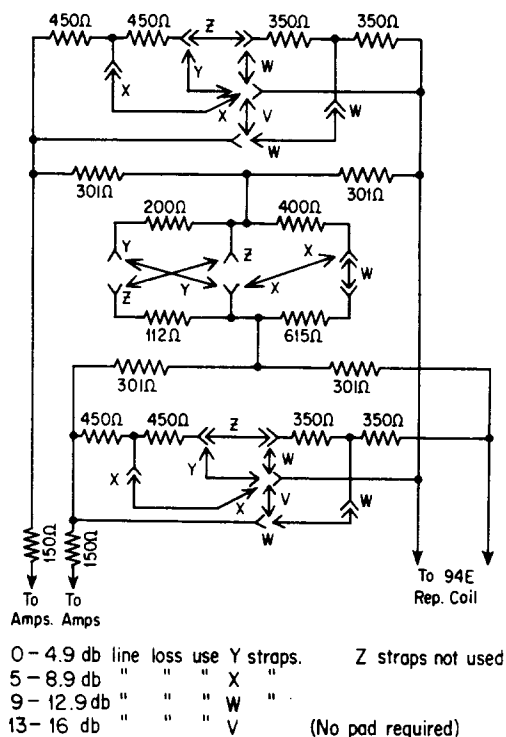 450Ω 450Ω Z 350Ω 350Ω
Y W
X X V
W
W
301Ω 301Ω
200Ω 400Ω
Y Z X
W
Z Y X
112Ω 615Ω
301Ω 301Ω
450Ω 450Ω Z 350Ω 350Ω
Y W
X X V
W
W
150Ω 150Ω
To Amps. To Amps
To 94E Rep. Coil
0-4.9 db line loss use Y straps. Z straps not used
5-8.9 db " " " X "
9-12.9 db " " " W "
13-16 db " " " V (No pad required)